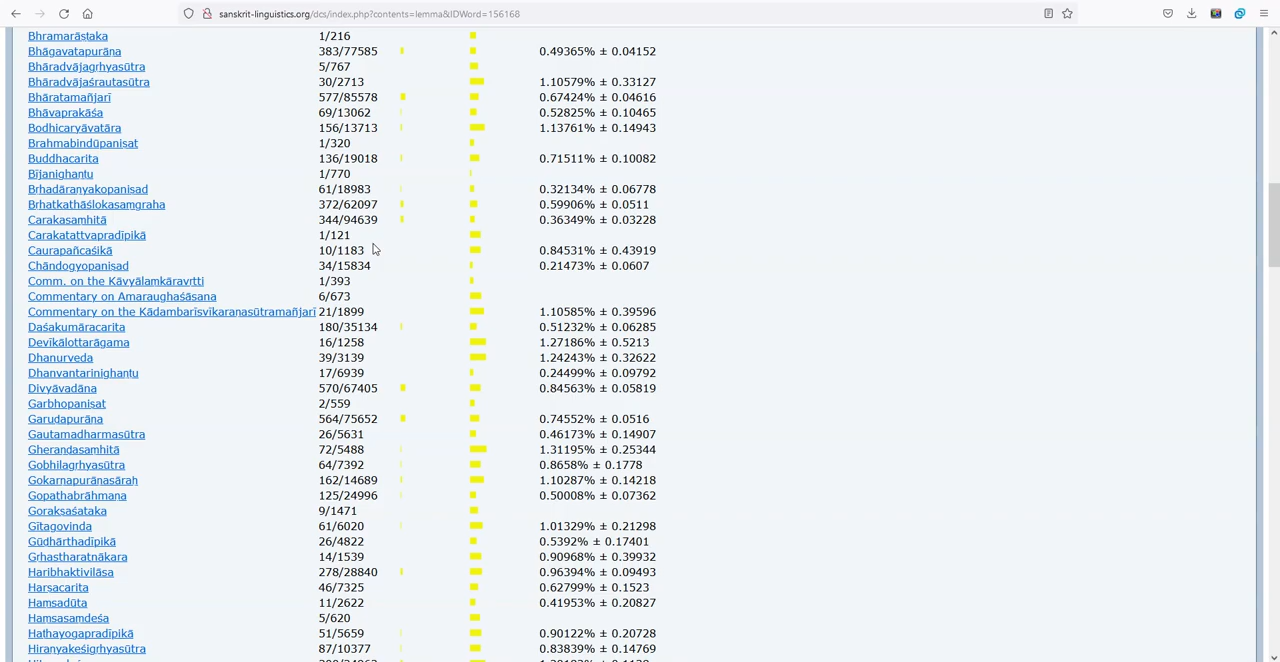 sanskrit-linguistics.org/dcs/index.php?contents=lemma&IDWord=156168
Bhramarāṣṭaka 1/216
Bhāgavatapurāṇa 383/77585 0.49365% ± 0.04152
Bhāradvājagṛhyasūtra 5/767
Bhāradvājaśrautasūtra 30/2713 1.10579% ± 0.33127
Bhāratamañjarī 577/85578 0.67424% ± 0.04616
Bhāvaprakāśa 69/13062 0.52825% ± 0.10465
Bodhicaryāvatāra 156/13713 1.13761% ± 0.14943
Brahmabindūpaniṣat 1/320
Buddhacarita 136/19018 0.71511% ± 0.10082
Bījanighaṇṭu 1/770
Bṛhadāraṇyakopaniṣad 61/18983 0.32134% ± 0.06778
Bṛhatkathāślokasaṃgraha 372/62097 0.59906% ± 0.0511
Carakasaṃhitā 344/94639 0.36349% ± 0.03228
Carakatattvapradīpikā 1/121
Caurapañcaśikā 10/1183 0.84531% ± 0.43919
Chāndogyopaniṣad 34/15834 0.21473% ± 0.0607
Comm. on the Kāvyālaṃkāravṛtti 1/393
Commentary on Amaraughaśāsana 6/673
Commentary on the Kādambarīsvīkaraṇasūtramañjarī 21/1899 1.10585% ± 0.39596
Daśakumāracarita 180/35134 0.51232% ± 0.06285
Devīkālottarāgama 16/1258 1.27186% ± 0.5213
Dhanurveda 39/3139 1.24243% ± 0.32622
Dhanvantarinighaṇṭu 17/6939 0.24499% ± 0.09792
Divyāvadāna 570/67405 0.84563% ± 0.05819
Garbhopaniṣat 2/559
Garuḍapurāṇa 564/75652 0.74552% ± 0.0516
Gautamadharmasūtra 26/5631 0.46173% ± 0.14907
Gheraṇḍasaṃhitā 72/5488 1.31195% ± 0.25344
Gobhilagṛhyasūtra 64/7392 0.8658% ± 0.1778
Gokarṇapurāṇasāraḥ 162/14689 1.10287% ± 0.14218
Gopathabrāhmaṇa 125/24996 0.50008% ± 0.07362
Gorakṣaśataka 9/1471
Gītagovinda 61/6020 1.01329% ± 0.21298
Gūḍhārthadīpikā 26/4822 0.5392% ± 0.17401
Gṛhastharatnākara 14/1539 0.90968% ± 0.39932
Haribhaktivilāsa 278/28840 0.96394% ± 0.09493
Harṣacarita 46/7325 0.62799% ± 0.1523
Haṃsadūta 11/2622 0.41953% ± 0.20827
Haṃsasaṃdeśa 5/620
Haṭhayogapradīpikā 51/5659 0.90122% ± 0.20728
Hiraṇyakeśigṛhyasūtra 87/10377 0.83839% ± 0.14769